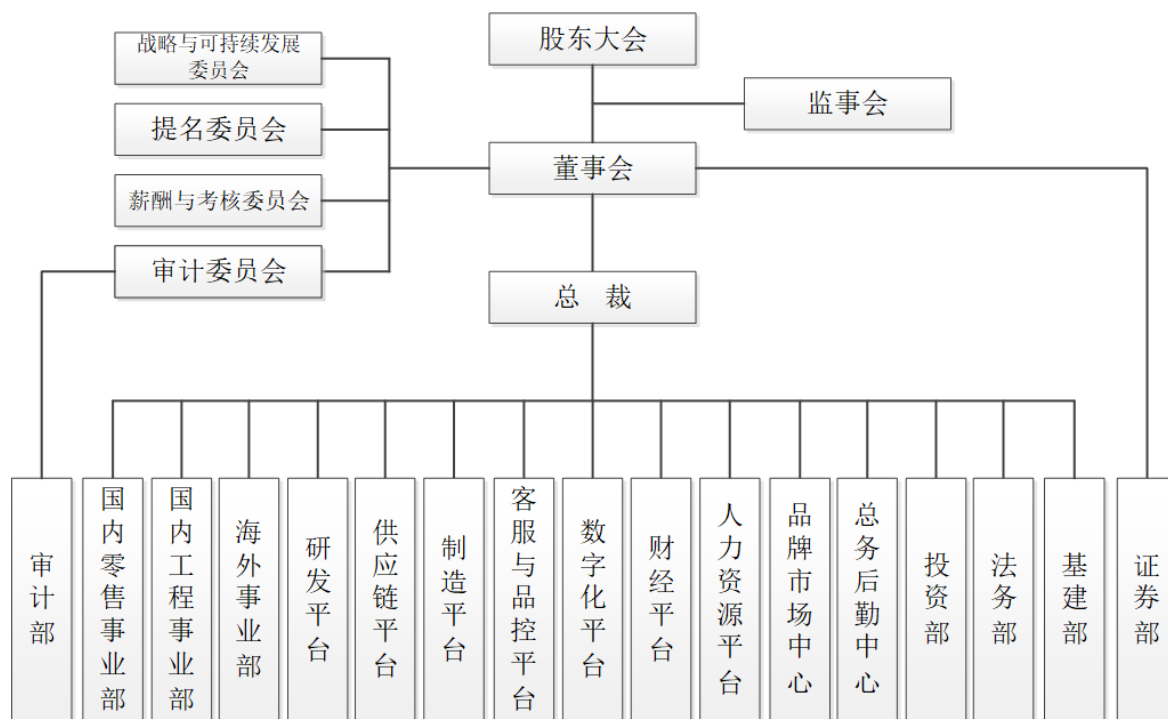 股东大会
战略与可持续发展
委员会
监事会
提名委员会
董事会
薪酬与考核委员会
审计委员会
总 裁
审计部
国内零售事业部
国内工程事业部
海外事业部
研发平台
供应链平台
制造平台
客服与品控平台
数字化平台
财经平台
人力资源平台
品牌市场中心
总务后勤中心
投资部
法务部
基建部
证券部